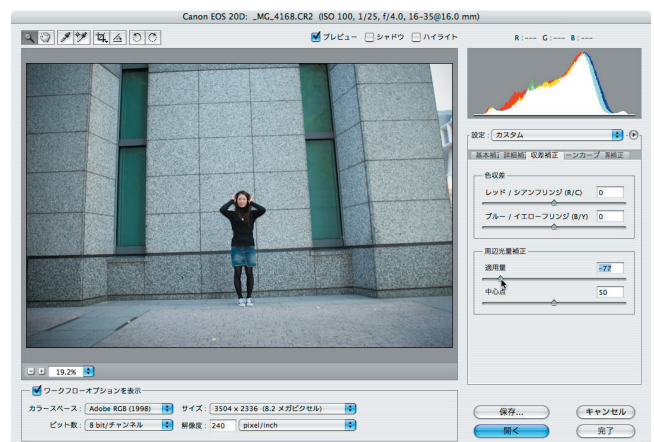 Canon EOS 20D: _MG_4168.CR2 (ISO 100, 1/25, f/4.0, 16-35@16.0 mm)
プレビュー シャドウ ハイライト
R: --- G: --- B: ---
設定: カスタム
基本補正 詳細補正 収差補正 ーンカーブ 補正
色収差
レッド / シアンフリンジ (R/C) 0
ブルー / イエローフリンジ (B/Y) 0
周辺光量補正
適用量 -77
中心点 50
19.2%
ワークフローオプションを表示
カラースペース: Adobe RGB (1998) サイズ: 3504 x 2336 (8.2 メガピクセル)
ビット数: 8 bit/チャンネル 解像度: 240 pixel/inch
保存... キャンセル
開く 完了